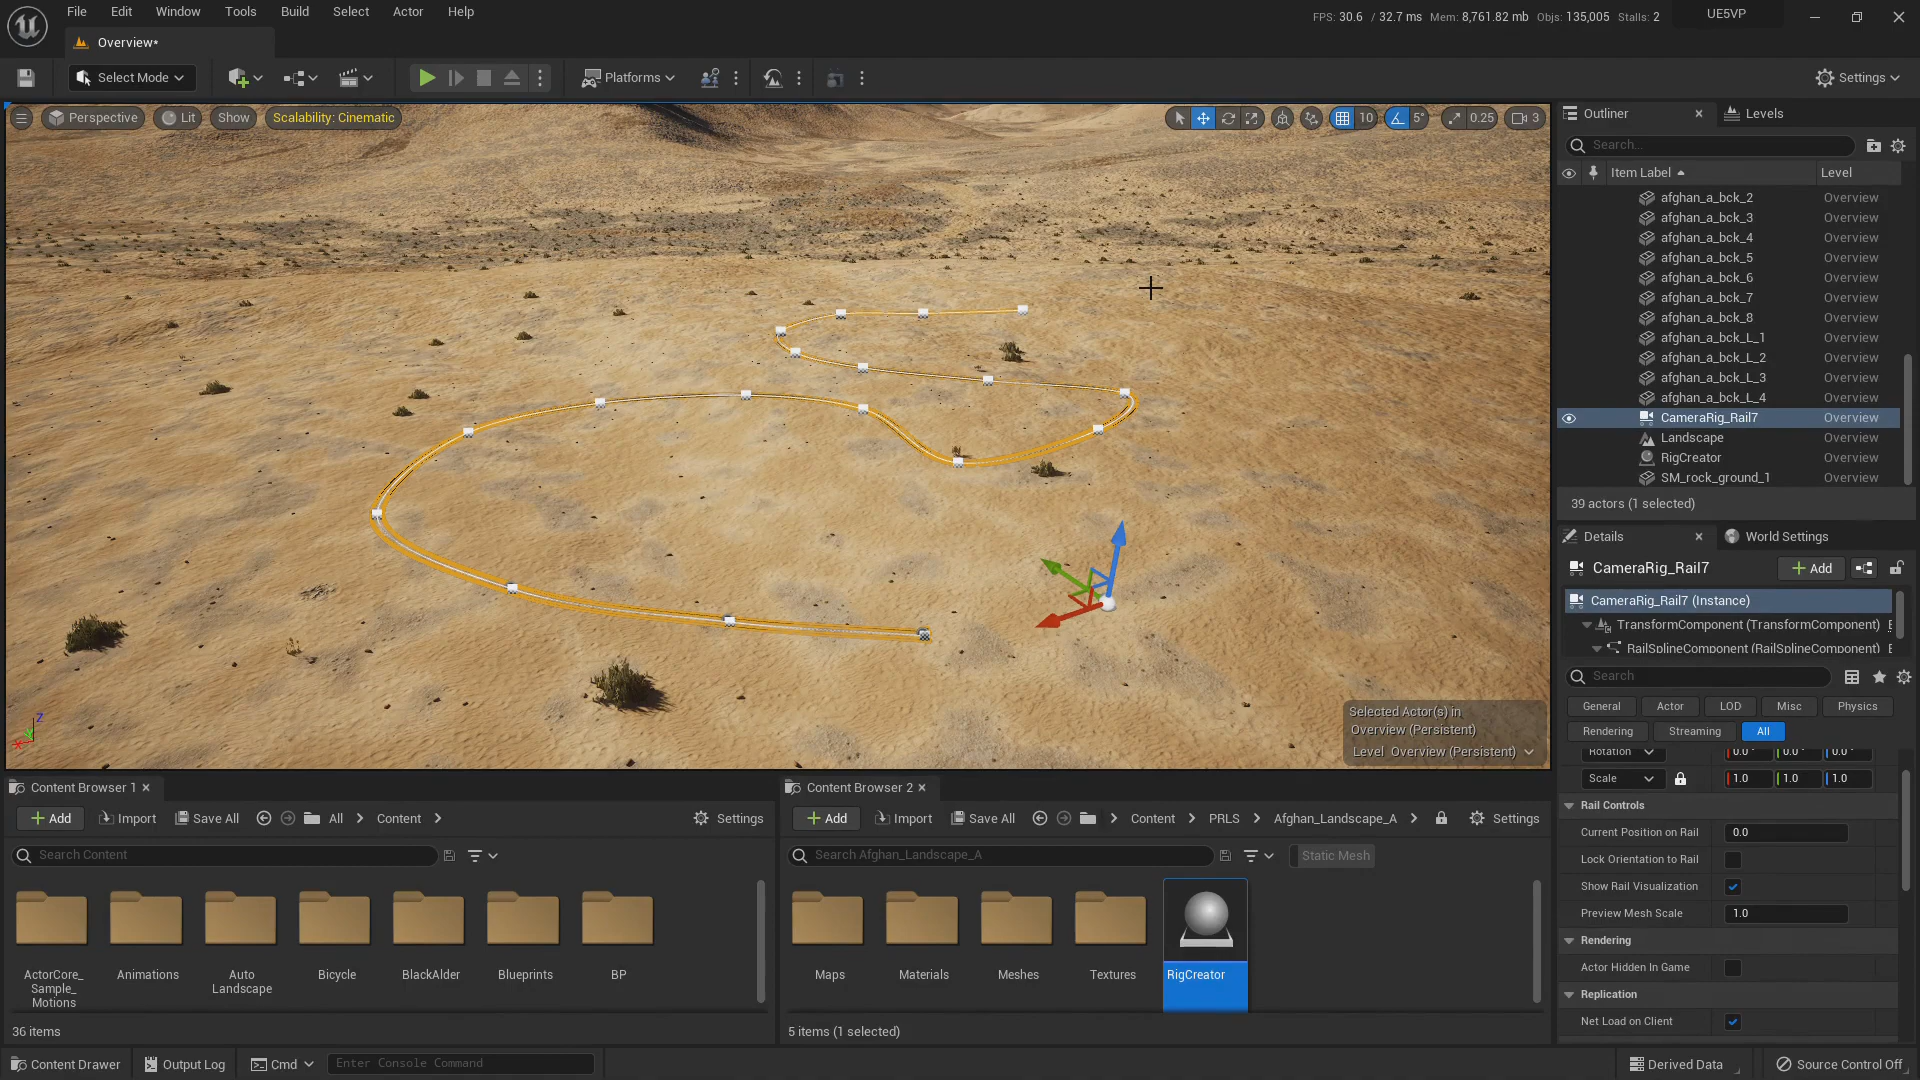 File Edit Window Tools Build Select Actor Help
FPS: 30.6 / 32.7 ms Mem: 8,761.82 mb Objs: 135,005 Stalls: 2
UE5VP
Overview*
Select Mode
Platforms
Settings
Perspective Lit Show Scalability: Cinematic
10 5° 0.25 3
Selected Actor(s) in
Overview (Persistent)
Level Overview (Persistent)
Z
X
Outliner Levels
Search...
Item Label Level
afghan_a_bck_2 Overview
afghan_a_bck_3 Overview
afghan_a_bck_4 Overview
afghan_a_bck_5 Overview
afghan_a_bck_6 Overview
afghan_a_bck_7 Overview
afghan_a_bck_8 Overview
afghan_a_bck_L_1 Overview
afghan_a_bck_L_2 Overview
afghan_a_bck_L_3 Overview
afghan_a_bck_L_4 Overview
CameraRig_Rail7 Overview
Landscape Overview
RigCreator Overview
SM_rock_ground_1 Overview
39 actors (1 selected)
Details World Settings
CameraRig_Rail7 Add
CameraRig_Rail7 (Instance)
TransformComponent (TransformComponent)
RailSplineComponent (RailSplineComponent)
Search
General Actor LOD Misc Physics
Rendering Streaming All
Rotation 0.0° 0.0° 0.0°
Scale 1.0 1.0 1.0
Rail Controls
Current Position on Rail 0.0
Lock Orientation to Rail
Show Rail Visualization
Preview Mesh Scale 1.0
Rendering
Actor Hidden In Game
Replication
Net Load on Client
Content Browser 1
Add Import Save All All Content Settings
Search Content
ActorCore_
Sample_
Motions
Animations
Auto
Landscape
Bicycle
BlackAlder
Blueprints
BP
36 items
Content Browser 2
Add Import Save All Content PRLS Afghan_Landscape_A Settings
Search Afghan_Landscape_A Static Mesh
Maps
Materials
Meshes
Textures
RigCreator
5 items (1 selected)
Content Drawer Output Log Cmd Enter Console Command Derived Data Source Control Off